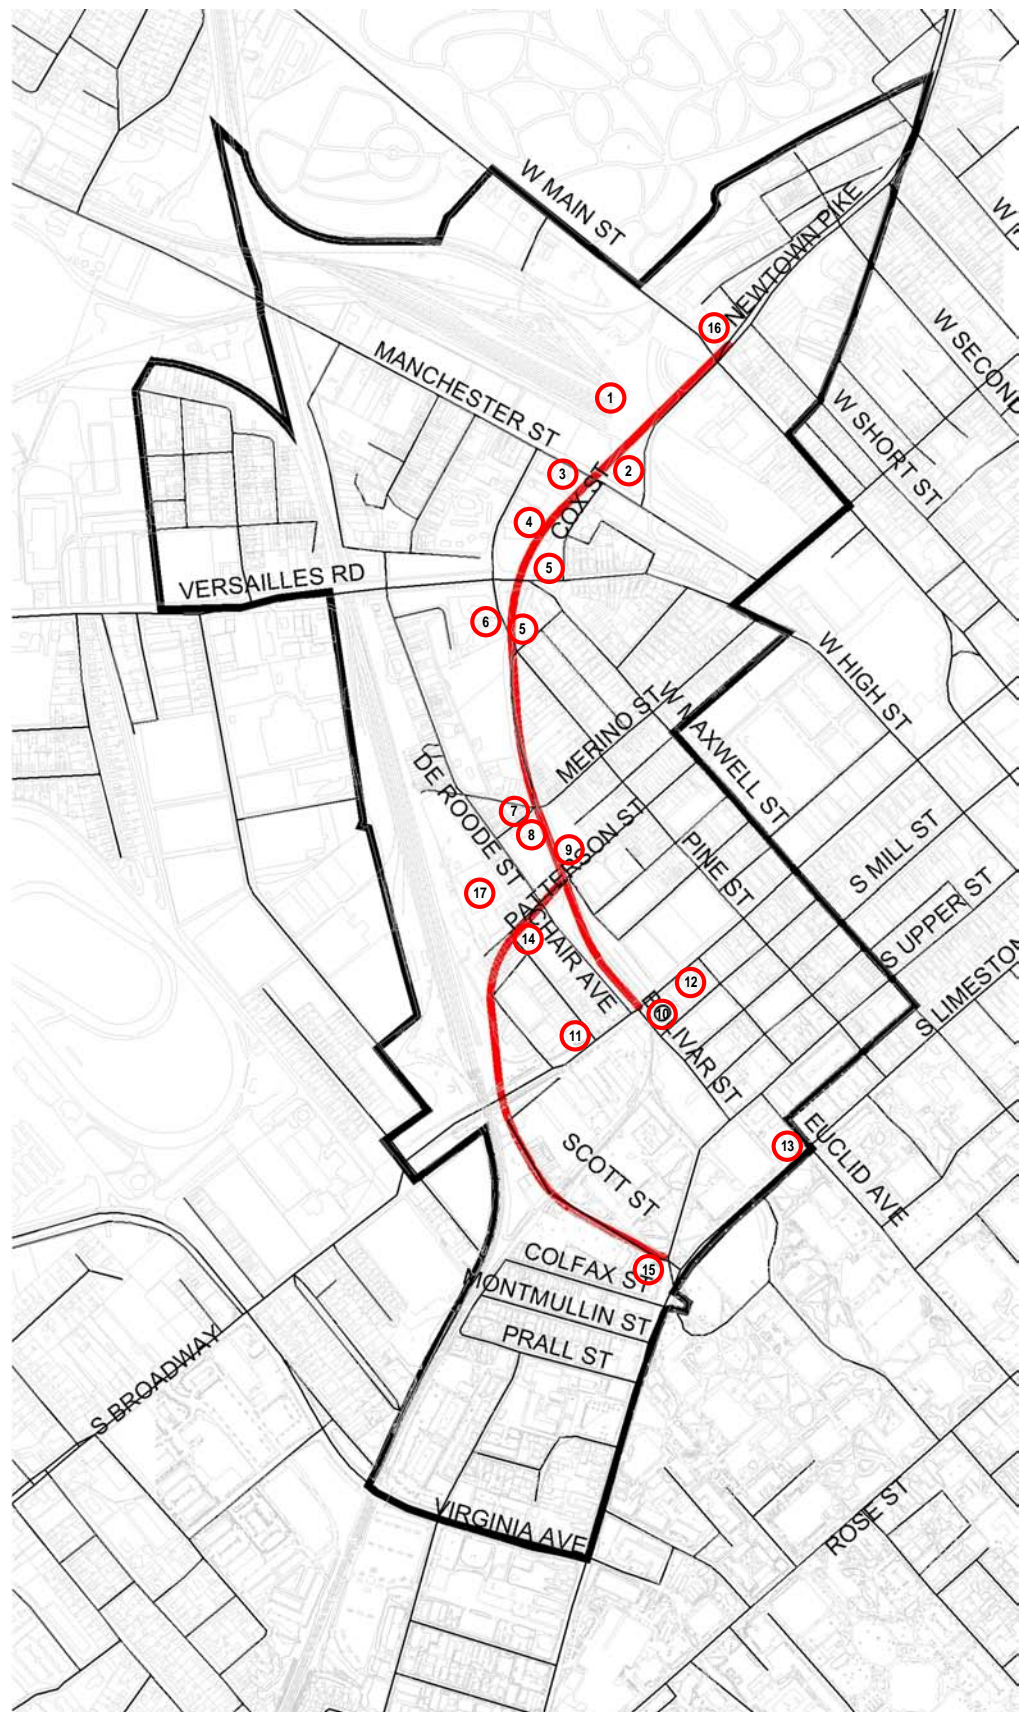 W MAIN ST
NEWTOWN PIKE
16
W SECOND
MANCHESTER ST
1
W SHORT ST
3
2
COX ST
4
5
VERSAILLES RD
6
5
W HIGH ST
MERINO ST
W MAXWELL ST
DE ROODE ST
7
8
9
PATTERSON ST
PINE ST
S MILL ST
17
S UPPER ST
14
CHAIR AVE
S LIMESTON
12
10
BOLIVAR ST
11
SCOTT ST
13
EUCLID AVE
COLFAX ST
15
MONTMULLIN ST
PRALL ST
S BROADWAY
VIRGINIA AVE
ROSE ST